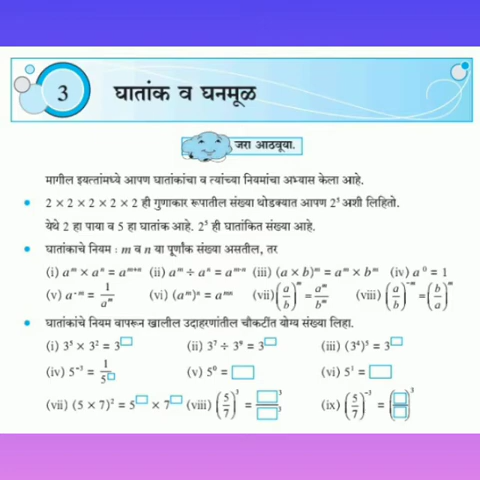 3 घातांक व घनमूळ
जरा आठवूया.
मागील इयत्तांमध्ये आपण घातांकांचा व त्यांच्या नियमांचा अभ्यास केला आहे.
• 2 × 2 × 2 × 2 × 2 ही गुणाकार रूपातील संख्या थोडक्यात आपण 2⁵ अशी लिहितो.
येथे 2 हा पाया व 5 हा घातांक आहे. 2⁵ ही घातांकित संख्या आहे.
• घातांकाचे नियम : m व n या पूर्णांक संख्या असतील, तर
(i) aᵐ × aⁿ = aᵐ⁺ⁿ (ii) aᵐ ÷ aⁿ = aᵐ⁻ⁿ (iii) (a × b)ᵐ = aᵐ × bᵐ (iv) a⁰ = 1
(v) a⁻ᵐ = 1/aᵐ (vi) (aᵐ)ⁿ = aᵐⁿ (vii) (a/b)ᵐ = aᵐ/bᵐ (viii) (a/b)⁻ᵐ = (b/a)ᵐ
• घातांकांचे नियम वापरून खालील उदाहरणांतील चौकटींत योग्य संख्या लिहा.
(i) 3⁵ × 3² = 3□ (ii) 3⁷ ÷ 3⁹ = 3□ (iii) (3⁴)⁵ = 3□
(iv) 5⁻³ = 1/5□ (v) 5⁰ = □ (vi) 5¹ = □
(vii) (5 × 7)² = 5□ × 7□ (viii) (5/7)³ = □³/□³ (ix) (5/7)⁻³ = (□/□)³